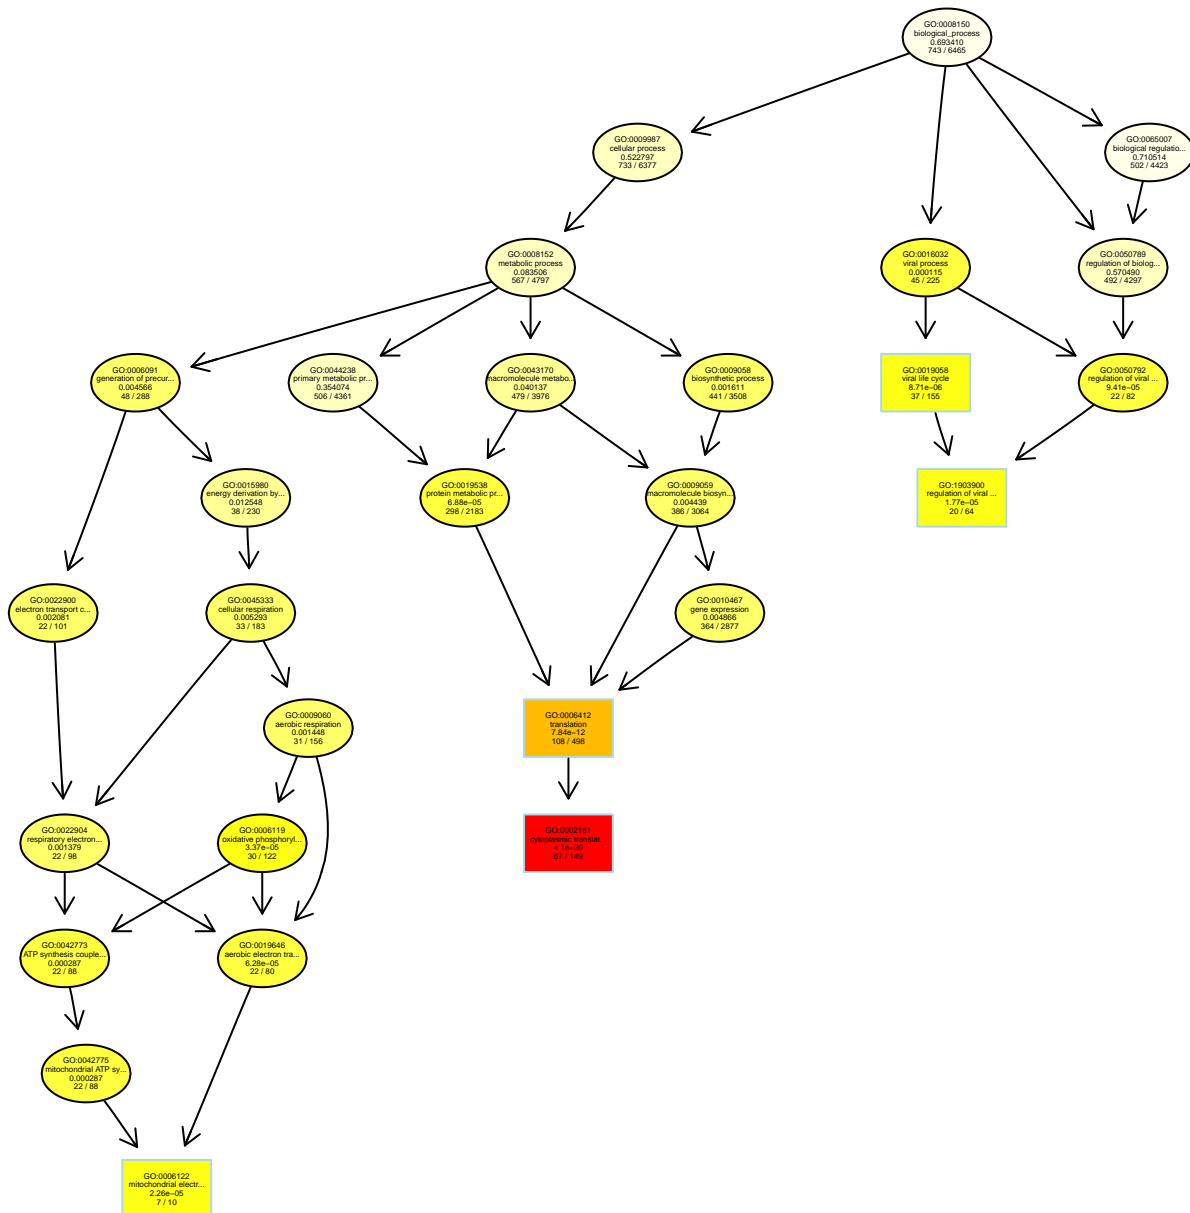 GO:0008150
biological_process
0.693410
743 / 6465
GO:0009987
cellular process
0.522797
733 / 6377
GO:0065007
biological regulatio...
0.710514
502 / 4423
GO:0008152
metabolic process
0.083506
567 / 4797
GO:0016032
viral process
0.000115
45 / 225
GO:0050789
regulation of biolog...
0.570490
492 / 4297
GO:0006091
generation of precur...
0.004566
48 / 288
GO:0044238
primary metabolic pr...
0.354074
506 / 4361
GO:0043170
macromolecule metabo...
0.040137
479 / 3976
GO:0009058
biosynthetic process
0.001611
441 / 3508
GO:0019058
viral life cycle
8.71e−06
37 / 155
GO:0050792
regulation of viral ...
9.41e−05
22 / 82
GO:0015980
energy derivation by...
0.012548
38 / 230
GO:0019538
protein metabolic pr...
6.88e−05
298 / 2183
GO:0009059
macromolecule biosyn...
0.004439
386 / 3064
GO:1903900
regulation of viral ...
1.77e−05
20 / 64
GO:0022900
electron transport c...
0.002081
22 / 101
GO:0045333
cellular respiration
0.005293
33 / 183
GO:0010467
gene expression
0.004866
364 / 2877
GO:0009060
aerobic respiration
0.001448
31 / 156
GO:0006412
translation
7.84e−12
108 / 498
GO:0022904
respiratory electron...
0.001379
22 / 98
GO:0006119
oxidative phosphoryl...
3.37e−05
30 / 122
GO:0002181
cytoplasmic translat...
< 1e−20
67 / 149
GO:0042773
ATP synthesis couple...
0.000287
22 / 88
GO:0019646
aerobic electron tra...
6.28e−05
22 / 80
GO:0042775
mitochondrial ATP sy...
0.000287
22 / 88
GO:0006122
mitochondrial electr...
2.26e−05
7 / 10